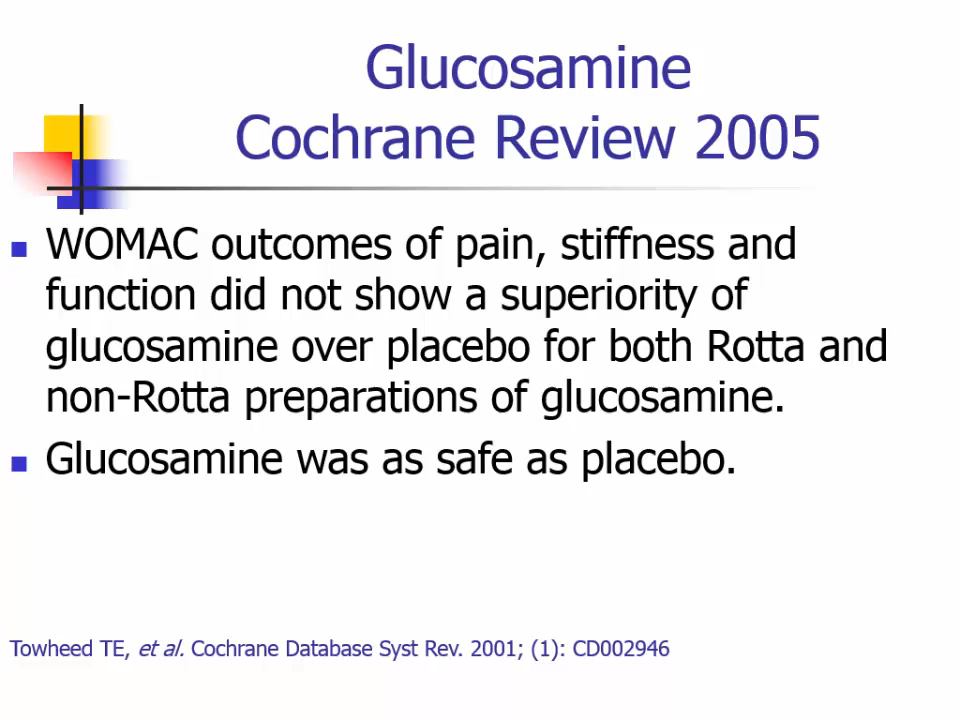 Glucosamine
Cochrane Review 2005
WOMAC outcomes of pain, stiffness and
function did not show a superiority of
glucosamine over placebo for both Rotta and
non-Rotta preparations of glucosamine.
Glucosamine was as safe as placebo.
Towheed TE, et al. Cochrane Database Syst Rev. 2001; (1): CD002946